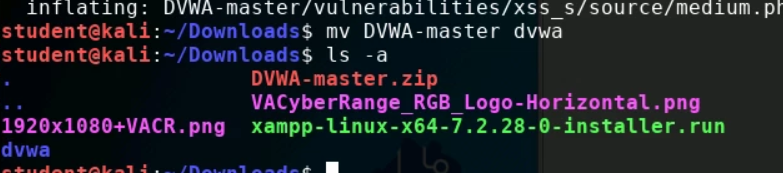 inflating: DVWA-master/vulnerabilities/xss_s/source/medium.ph
student@kali:~/Downloads$ mv DVWA-master dvwa
student@kali:~/Downloads$ ls -a
.                    DVWA-master.zip
..                   VACyberRange_RGB_Logo-Horizontal.png
1920x1080+VACR.png  xampp-linux-x64-7.2.28-0-installer.run
dvwa
student@kali:~/Downloads$